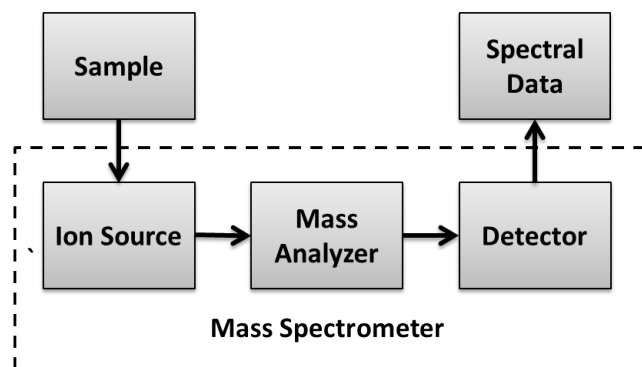 Sample
Spectral
Data
Ion Source
Mass
Analyzer
Detector
Mass Spectrometer